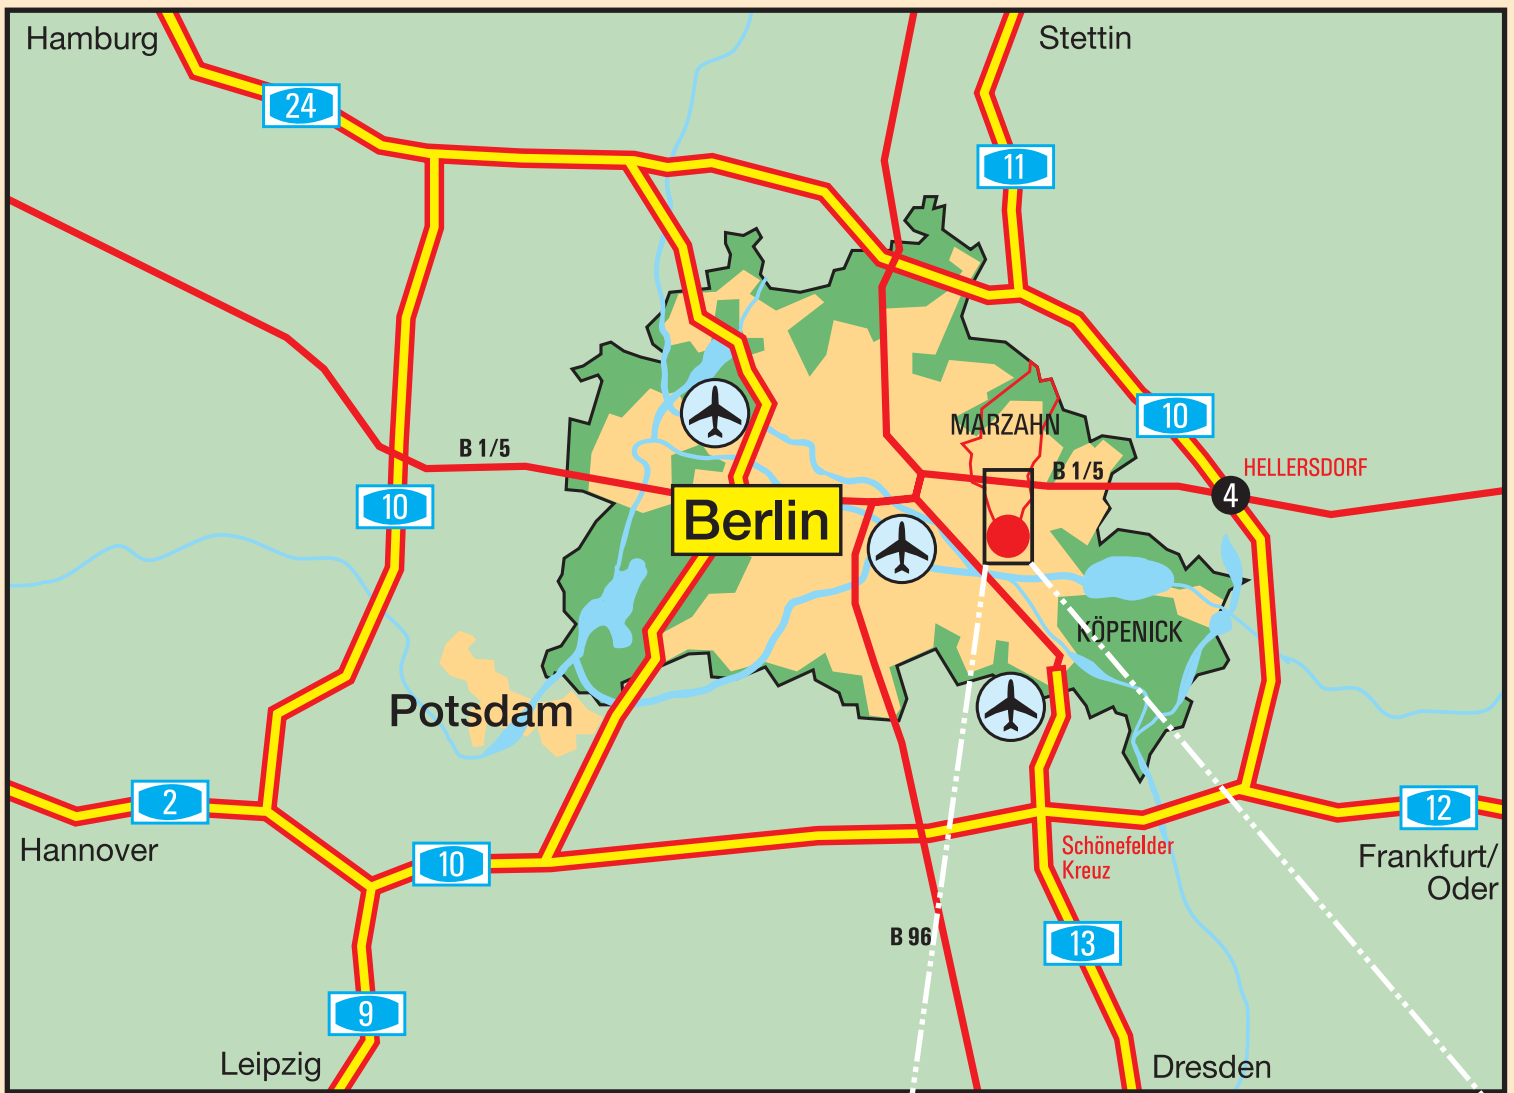 Hamburg
Stettin
24
11
MARZAHN
10
B 1/5
B 1/5
HELLERSDORF
4
10
Berlin
KÖPENICK
Potsdam
2
12
Hannover
10
Schönefelder
Kreuz
Frankfurt/
Oder
B 96
13
9
Leipzig
Dresden